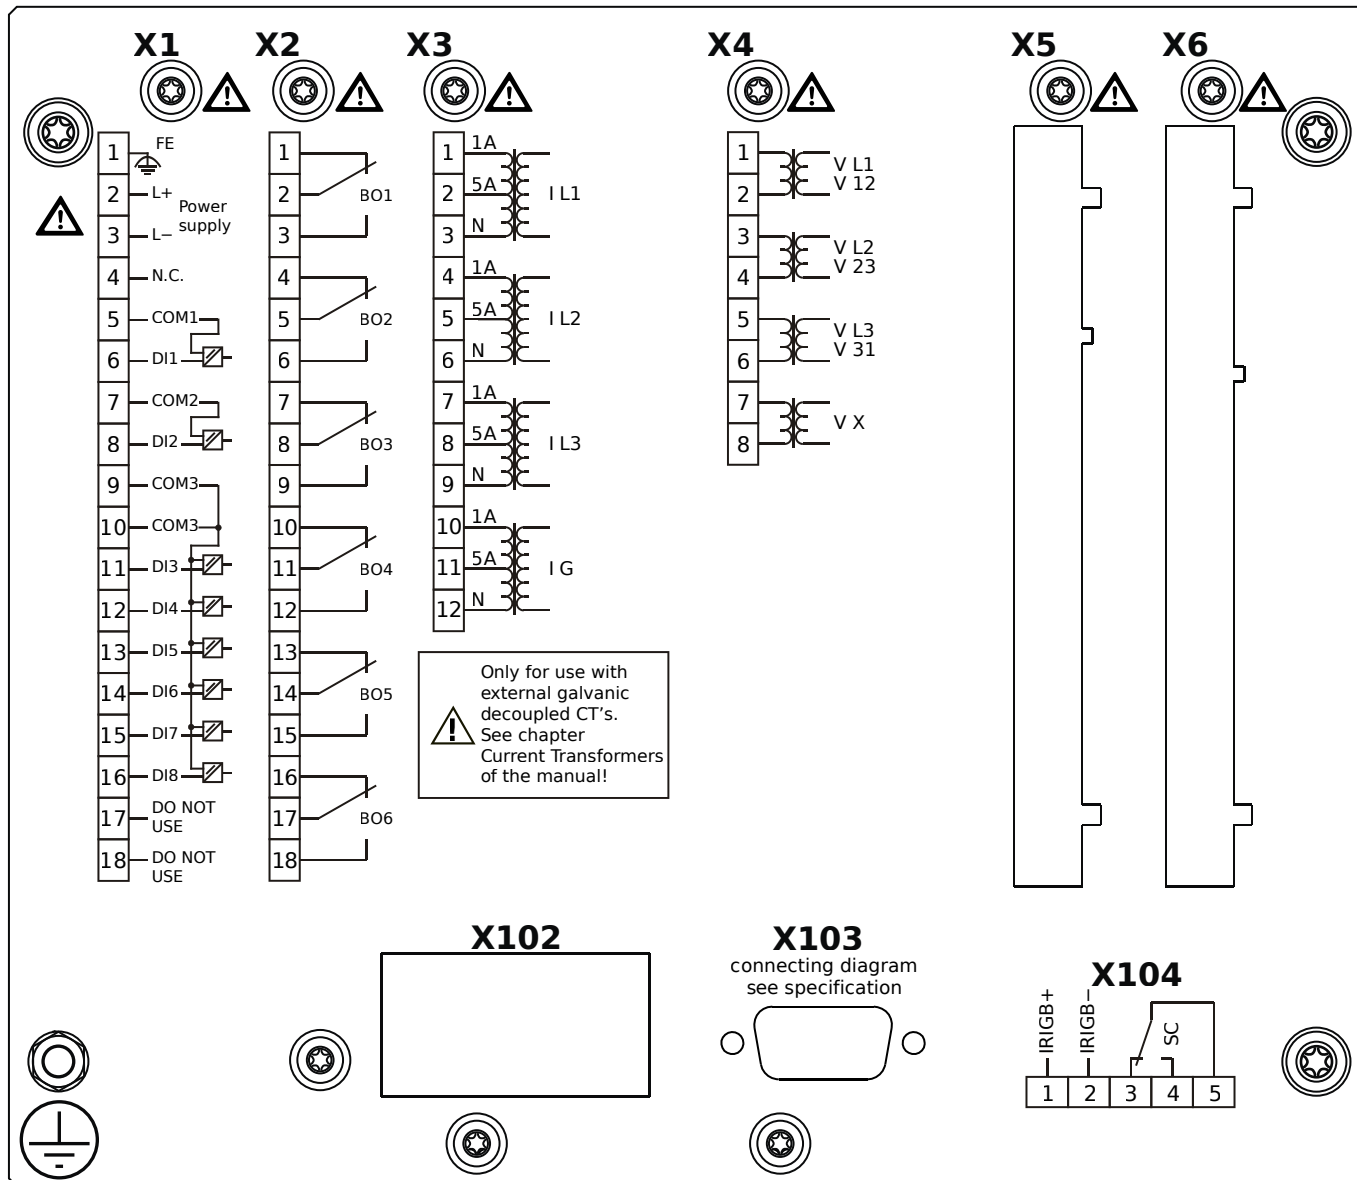 X1
X2
X3
X4
X5
X6
1 FE
2 L+
Power
supply
3 L−
4 N.C.
5 COM1
6 DI1
7 COM2
8 DI2
9 COM3
10 COM3
11 DI3
12 DI4
13 DI5
14 DI6
15 DI7
16 DI8
17 DO NOT
USE
18 DO NOT
USE
1
2 BO1
3
4
5 BO2
6
7
8 BO3
9
10
11 BO4
12
13
14 BO5
15
16
17 BO6
18
1 1A
2 5A I L1
3 N
4 1A
5 5A I L2
6 N
7 1A
8 5A I L3
9 N
10 1A
11 5A I G
12 N
Only for use with
external galvanic
decoupled CT's.
See chapter
Current Transformers
of the manual!
1 V L1
2 V 12
3 V L2
4 V 23
5 V L3
6 V 31
7 V X
8
X102
X103
connecting diagram
see specification
X104
IRIGB+
IRIGB−
SC
1 2 3 4 5